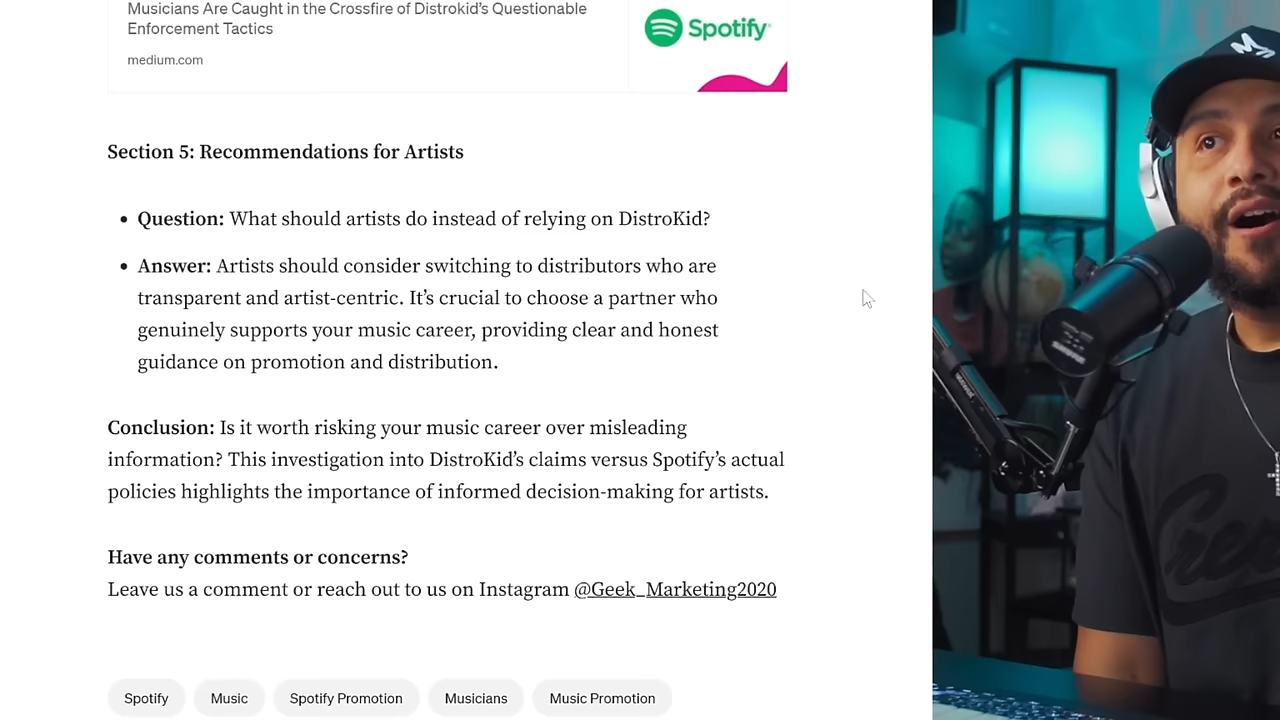 Musicians Are Caught in the Crossfire of Distrokid's Questionable
Enforcement Tactics
medium.com
Spotify
Section 5: Recommendations for Artists
• Question: What should artists do instead of relying on DistroKid?
• Answer: Artists should consider switching to distributors who are
transparent and artist-centric. It’s crucial to choose a partner who
genuinely supports your music career, providing clear and honest
guidance on promotion and distribution.
Conclusion: Is it worth risking your music career over misleading
information? This investigation into DistroKid’s claims versus Spotify’s actual
policies highlights the importance of informed decision-making for artists.
Have any comments or concerns?
Leave us a comment or reach out to us on Instagram @Geek_Marketing2020
Spotify
Music
Spotify Promotion
Musicians
Music Promotion
SHURE